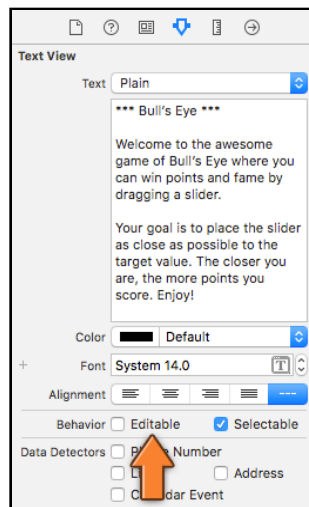 Text View
Text Plain
*** Bull's Eye ***
Welcome to the awesome
game of Bull's Eye where you
can win points and fame by
dragging a slider.
Your goal is to place the slider
as close as possible to the
target value. The closer you
are, the more points you
score. Enjoy!
Color Default
+ Font System 14.0 T
Alignment ---
Behavior Editable Selectable
Data Detectors Number
Address
Event